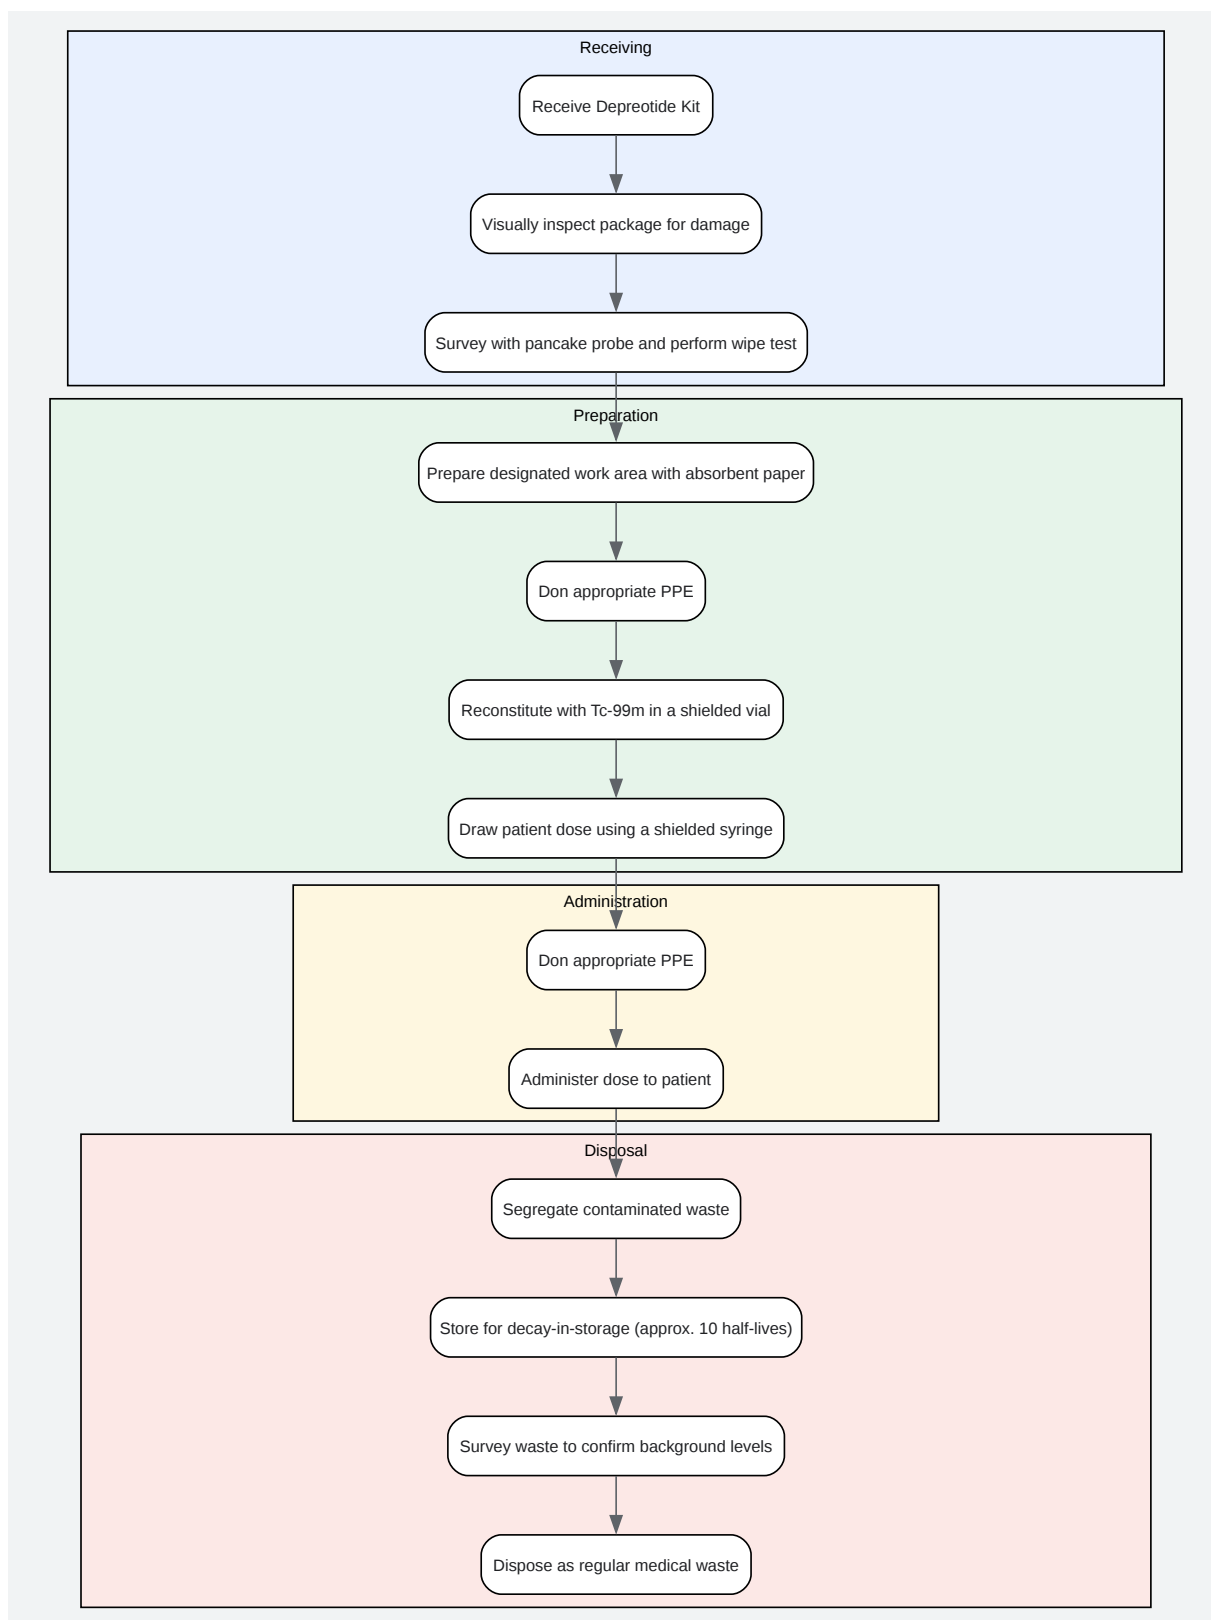 Receiving
Receive Depreotide Kit
Visually inspect package for damage
Survey with pancake probe and perform wipe test
Preparation
Prepare designated work area with absorbent paper
Don appropriate PPE
Reconstitute with Tc-99m in a shielded vial
Draw patient dose using a shielded syringe
Administration
Don appropriate PPE
Administer dose to patient
Disposal
Segregate contaminated waste
Store for decay-in-storage (approx. 10 half-lives)
Survey waste to confirm background levels
Dispose as regular medical waste